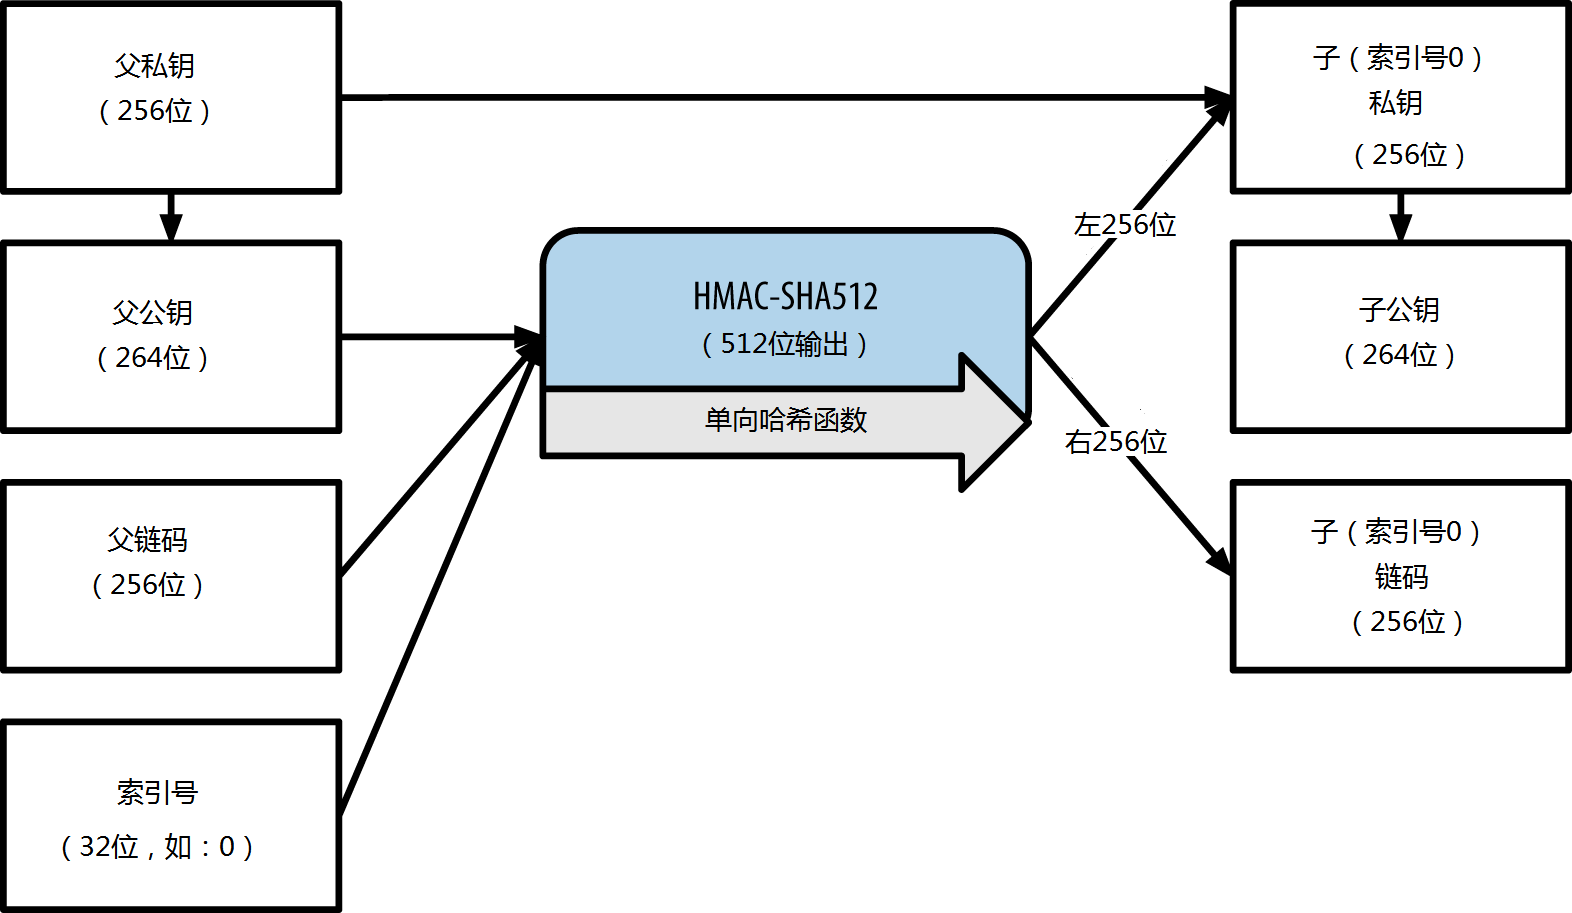 父私钥
（256位）
父公钥
（264位）
父链码
（256位）
索引号
（32位，如：0）
HMAC-SHA512
（512位输出）
单向哈希函数
左256位
右256位
子（索引号0）
私钥
（256位）
子公钥
（264位）
子（索引号0）
链码
（256位）